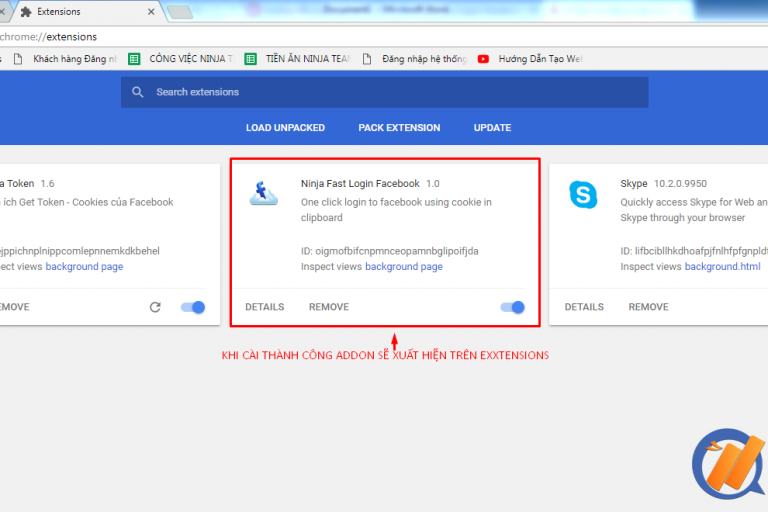 Extensions
chrome://extensions
Khách hàng Đăng nh
CÔNG VIỆC NINJA T
TIỀN ĂN NINJA TEAM
Đăng nhập hệ thống
Hướng Dẫn Tạo Web
Search extensions
LOAD UNPACKED
PACK EXTENSION
UPDATE
a Token 1.6
ích Get Token - Cookies của Facebook
ejppichnplnippcomlepnnemkdkbehel
pect views background page
EMOVE
Ninja Fast Login Facebook 1.0
One click login to facebook using cookie in
clipboard
ID: oigmofbifcnpmnceopamnbglipoifjda
Inspect views background page
DETAILS
REMOVE
Skype 10.2.0.9950
Quickly access Skype for Web an
Skype through your browser
ID: lifbcibllhkdhoafpjfnlhfpfgnpldf
Inspect views background.html
DETAILS
REMOVE
KHI CÀI THÀNH CÔNG ADDON SẼ XUẤT HIỆN TRÊN EXXTENSIONS